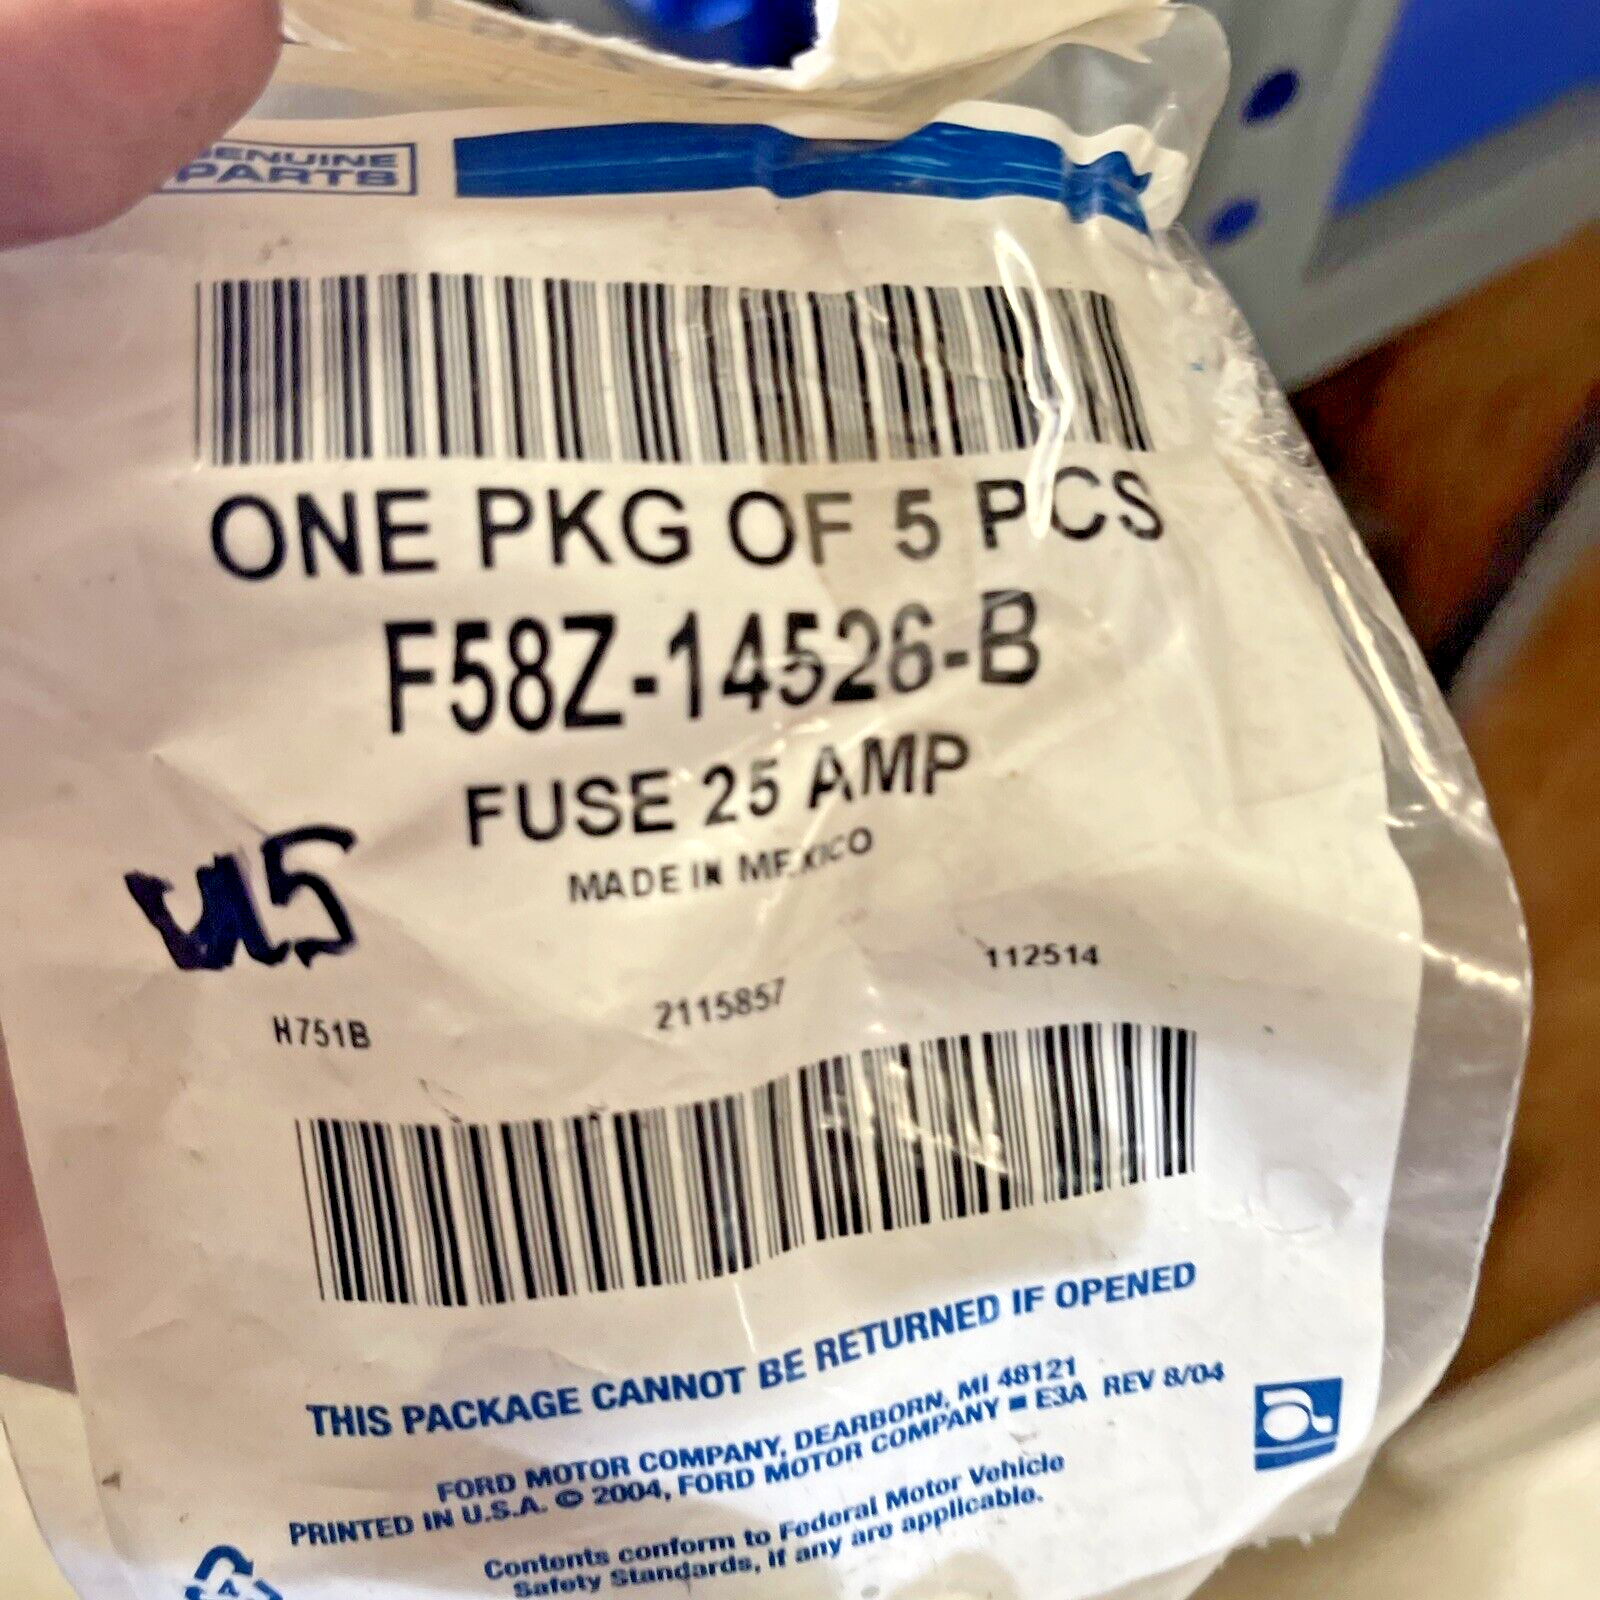 GENUINE
PARTS
ONE PKG OF 5 PCS
F58Z-14526-B
FUSE 25 AMP
MADE IN MEXICO
H751B 2115857 112514
THIS PACKAGE CANNOT BE RETURNED IF OPENED
FORD MOTOR COMPANY, DEARBORN, MI 48121
PRINTED IN U.S.A. © 2004, FORD MOTOR COMPANY ■ E3A REV 8/04
Contents conform to Federal Motor Vehicle
Safety Standards, if any are applicable.
4